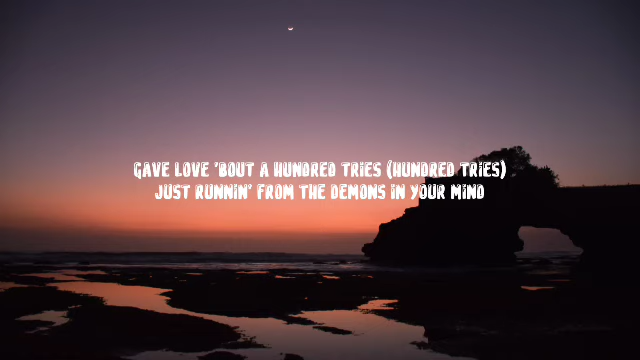 GAVE LOVE 'BOUT A HUNDRED TRIES (HUNDRED TRIES)
JUST RUNNIN' FROM THE DEMONS IN YOUR MIND